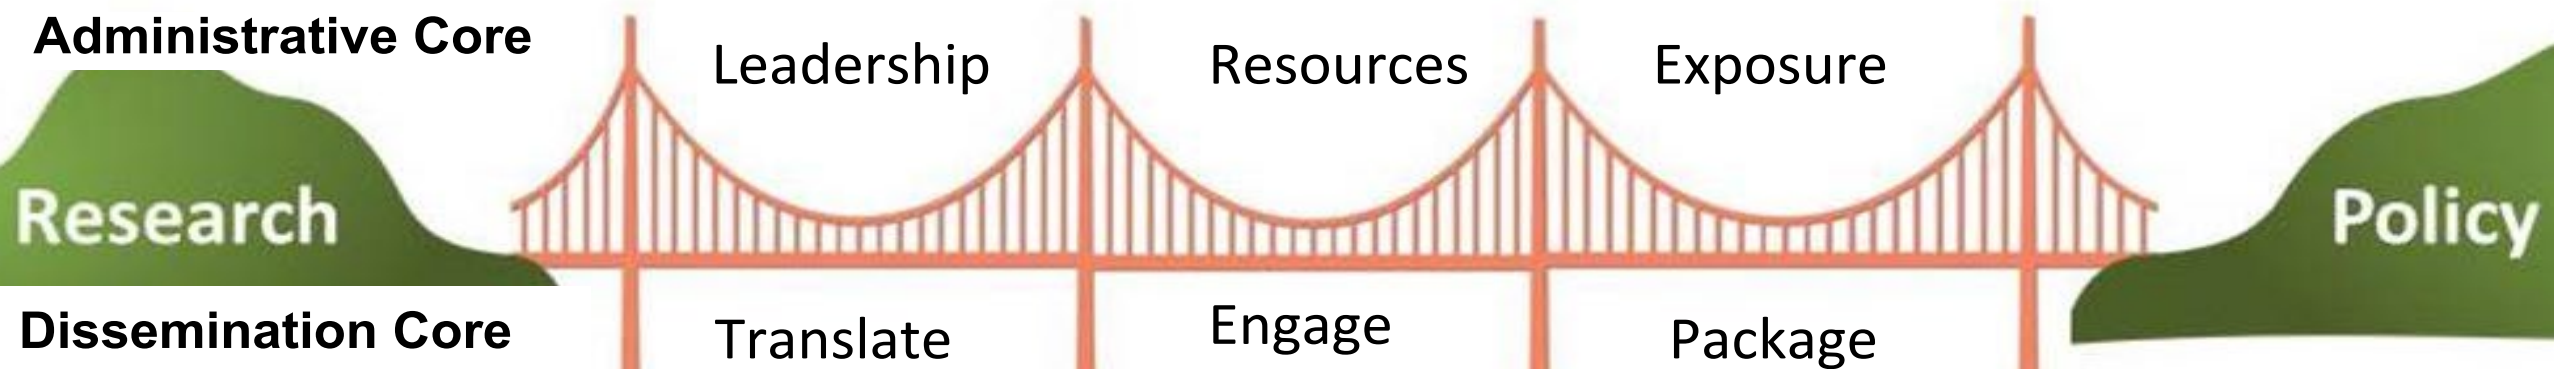 Administrative Core
Leadership
Resources
Exposure
Research
Policy
Dissemination Core
Translate
Engage
Package